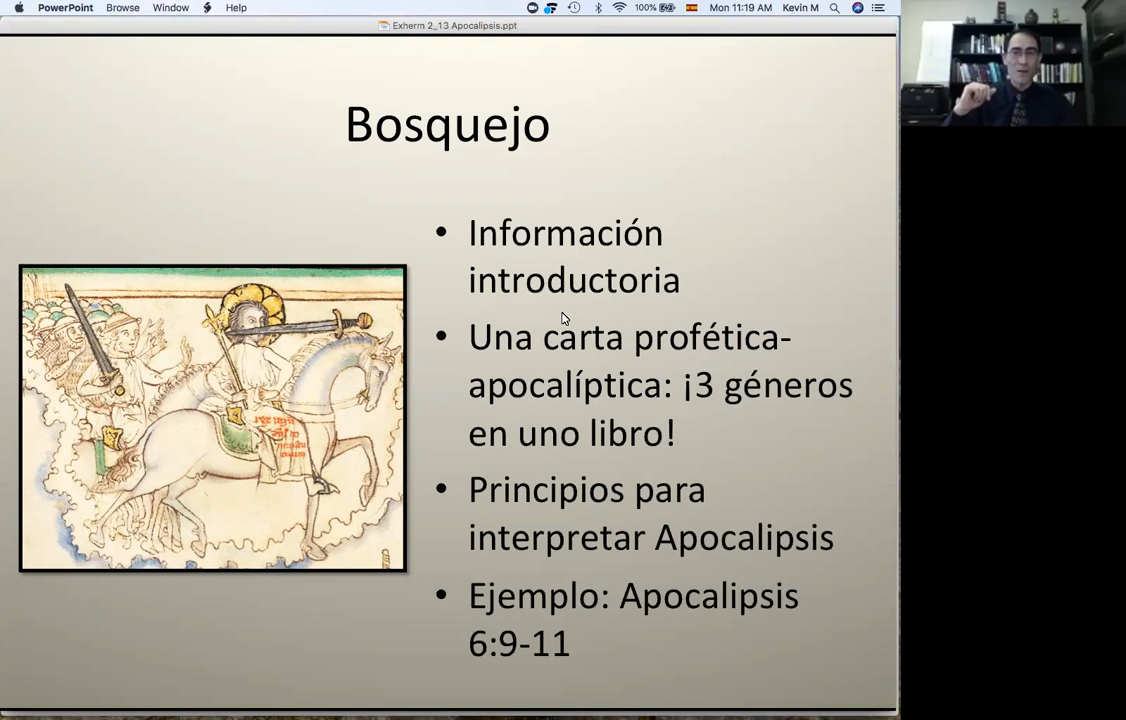 PowerPoint Browse Window Help 100% Mon 11:19 AM Kevin M
Exherm 2_13 Apocalipsis.ppt
Bosquejo
• Información
introductoria
• Una carta profética-
apocalíptica: ¡3 géneros
en uno libro!
• Principios para
interpretar Apocalipsis
• Ejemplo: Apocalipsis
6:9-11